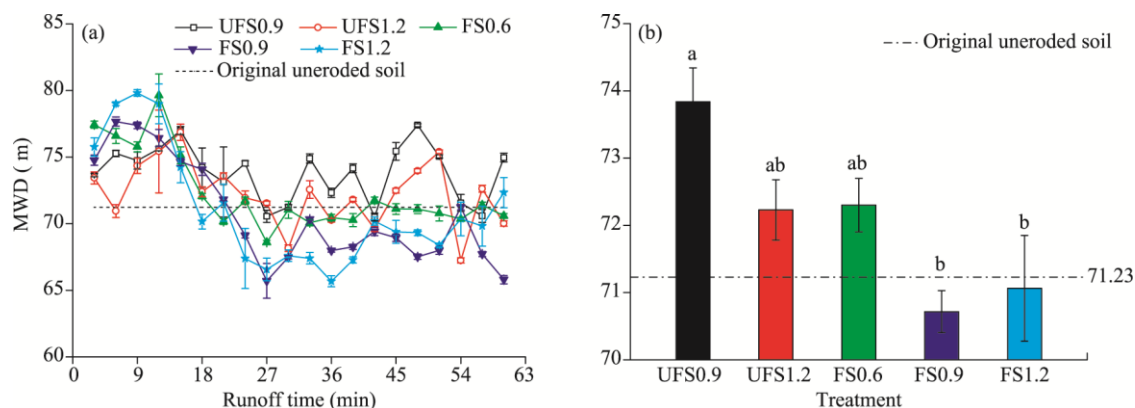 (a)
UFS0.9 UFS1.2 FS0.6
FS0.9 FS1.2
Original uneroded soil
MWD ( m)
85
80
75
70
65
60
0 9 18 27 36 45 54 63
Runoff time (min)
(b)
Original uneroded soil
75
74
73
72
71
70
a
ab
ab
b
b
71.23
UFS0.9 UFS1.2 FS0.6 FS0.9 FS1.2
Treatment